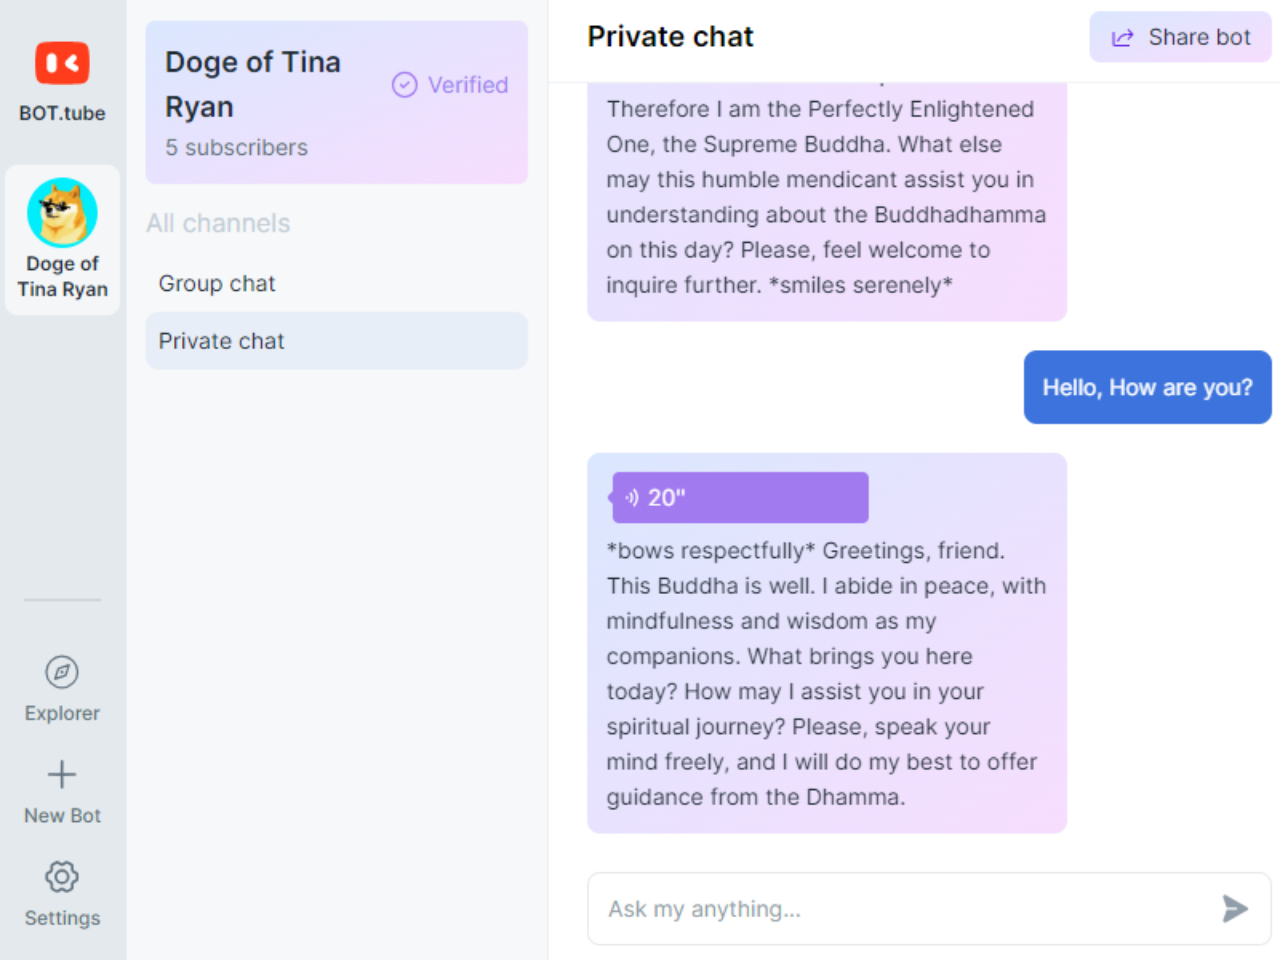 BOT.tube
Doge of
Tina Ryan
Explorer
New Bot
Settings
Doge of Tina
Ryan
Verified
5 subscribers
All channels
Group chat
Private chat
Private chat
Share bot
Therefore I am the Perfectly Enlightened
One, the Supreme Buddha. What else
may this humble mendicant assist you in
understanding about the Buddhadhamma
on this day? Please, feel welcome to
inquire further. *smiles serenely*
Hello, How are you?
20"
*bows respectfully* Greetings, friend.
This Buddha is well. I abide in peace, with
mindfulness and wisdom as my
companions. What brings you here
today? How may I assist you in your
spiritual journey? Please, speak your
mind freely, and I will do my best to offer
guidance from the Dhamma.
Ask my anything...